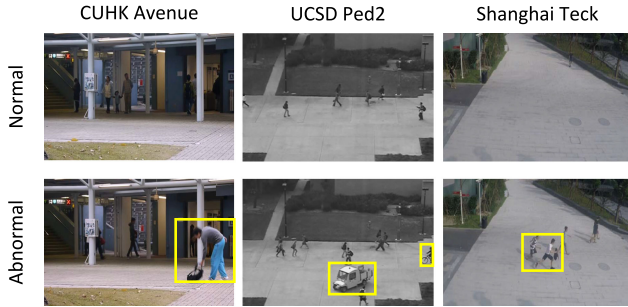 CUHK Avenue
UCSD Ped2
Shanghai Teck
Normal
Abnormal